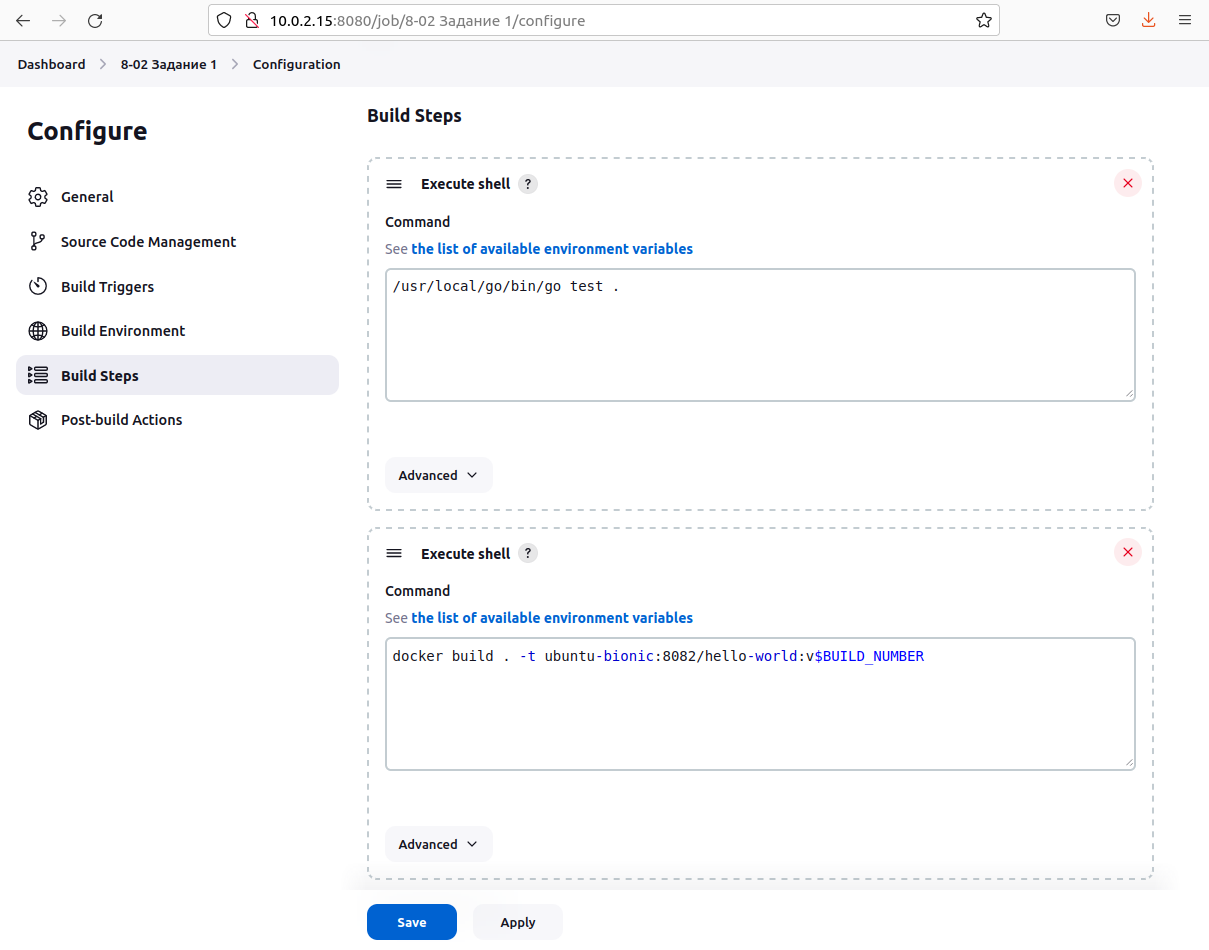 10.0.2.15:8080/job/8-02 Задание 1/configure
Dashboard > 8-02 Задание 1 > Configuration
Configure
General
Source Code Management
Build Triggers
Build Environment
Build Steps
Post-build Actions
Build Steps
Execute shell ?
Command
See the list of available environment variables
/usr/local/go/bin/go test .
Advanced
Execute shell ?
Command
See the list of available environment variables
docker build . -t ubuntu-bionic:8082/hello-world:v$BUILD_NUMBER
Advanced
Save Apply